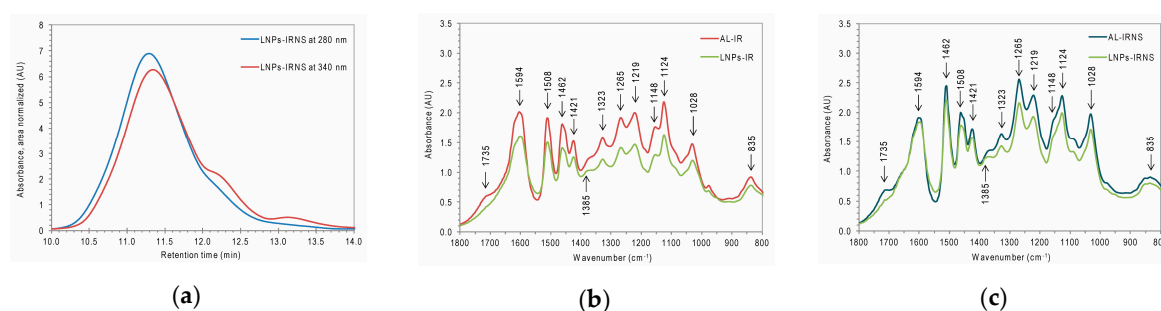 8
7
6
5
4
3
2
1
0
Absorbance, area normalized (AU)
LNPs-IRNS at 280 nm
LNPs-IRNS at 340 nm
10.0 10.5 11.0 11.5 12.0 12.5 13.0 13.5 14.0
Retention time (min)
(a)
3.5
3.0
2.5
2.0
1.5
1.0
0.5
0.0
Absorbance (AU)
AL-IR
LNPs-IR
1735
1594
1508
1462
1421
1385
1323
1265
1219
1148
1124
1028
835
1800 1700 1600 1500 1400 1300 1200 1100 1000 900 800
Wavenumber (cm⁻¹)
(b)
3.5
3.0
2.5
2.0
1.5
1.0
0.5
0.0
Absorbance (AU)
AL-IRNS
LNPs-IRNS
1735
1594
1462
1508
1421
1385
1323
1265
1219
1148
1124
1028
835
1800 1700 1600 1500 1400 1300 1200 1100 1000 900 800
Wavenumber (cm⁻¹)
(c)